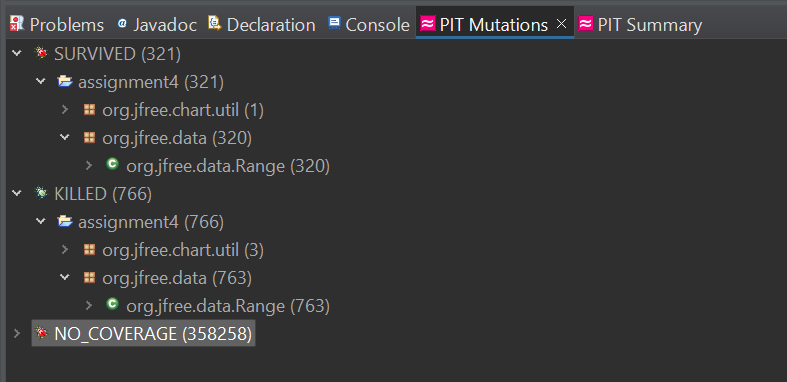 Problems @ Javadoc Declaration Console PIT Mutations PIT Summary
SURVIVED (321)
assignment4 (321)
org.jfree.chart.util (1)
org.jfree.data (320)
org.jfree.data.Range (320)
KILLED (766)
assignment4 (766)
org.jfree.chart.util (3)
org.jfree.data (763)
org.jfree.data.Range (763)
NO_COVERAGE (358258)